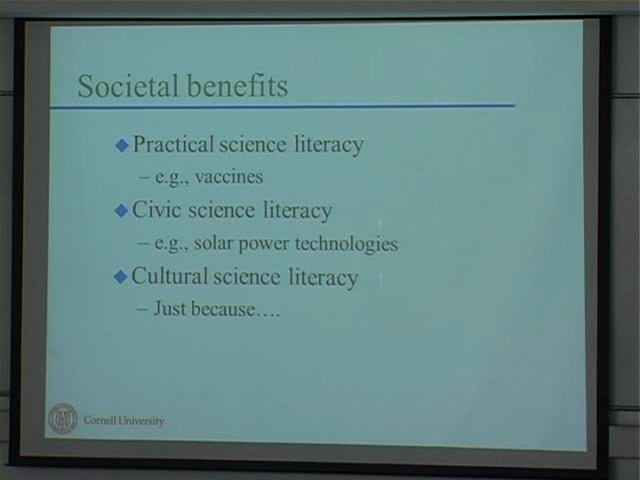 Societal benefits
Practical science literacy
– e.g., vaccines
Civic science literacy
– e.g., solar power technologies
Cultural science literacy
– Just because….
Cornell University